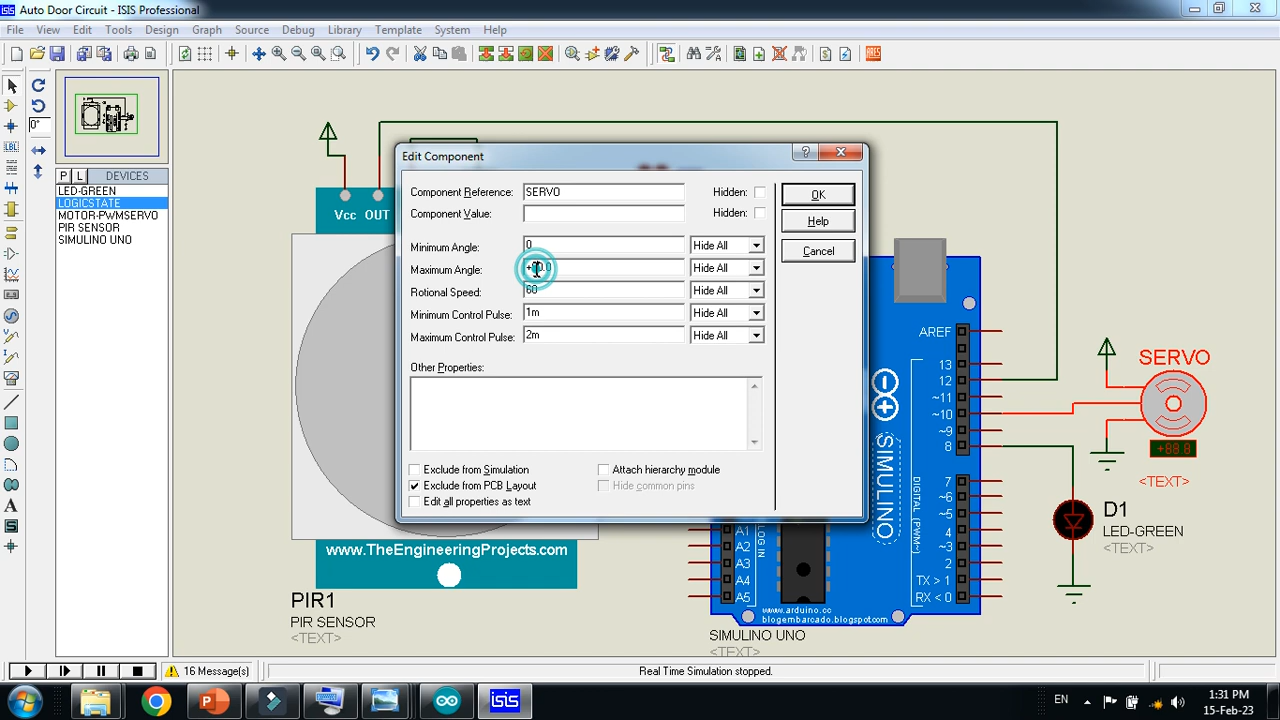 Auto Door Circuit - ISIS Professional
File View Edit Tools Design Graph Source Debug Library Template System Help
0°
P L DEVICES
LED-GREEN
LOGICSTATE
MOTOR-PWMSERVO
PIR SENSOR
SIMULINO UNO
Vcc OUT
www.TheEngineeringProjects.com
PIR1
PIR SENSOR
<TEXT>
Edit Component
Component Reference: SERVO Hidden:
Component Value: Hidden:
Minimum Angle: 0 Hide All
Maximum Angle: Hide All
Rotional Speed: 60 Hide All
Minimum Control Pulse: 1m Hide All
Maximum Control Pulse: 2m Hide All
Other Properties:
Exclude from Simulation Attach hierarchy module
Exclude from PCB Layout Hide common pins
Edit all properties as text
OK
Help
Cancel
AREF
13
12
~11
~10
~9
8
7
~6
~5
4
~3
2
TX > 1
RX < 0
DIGITAL (PWM~)
SIMULINO
A1
A2
A3
A4
A5
LOG IN
www.arduino.cc
blogembarcado.blogspot.com
SIMULINO UNO
<TEXT>
SERVO
+88.8
<TEXT>
D1
LED-GREEN
<TEXT>
16 Message(s) Real Time Simulation stopped.
EN 1:31 PM
15-Feb-23